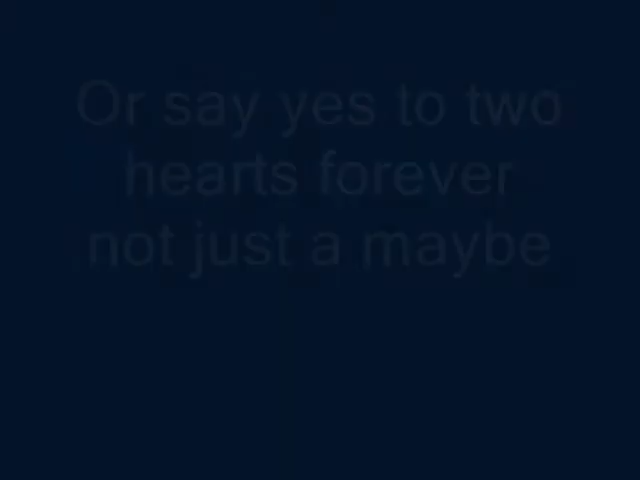 Or say yes to two
hearts forever
not just a maybe